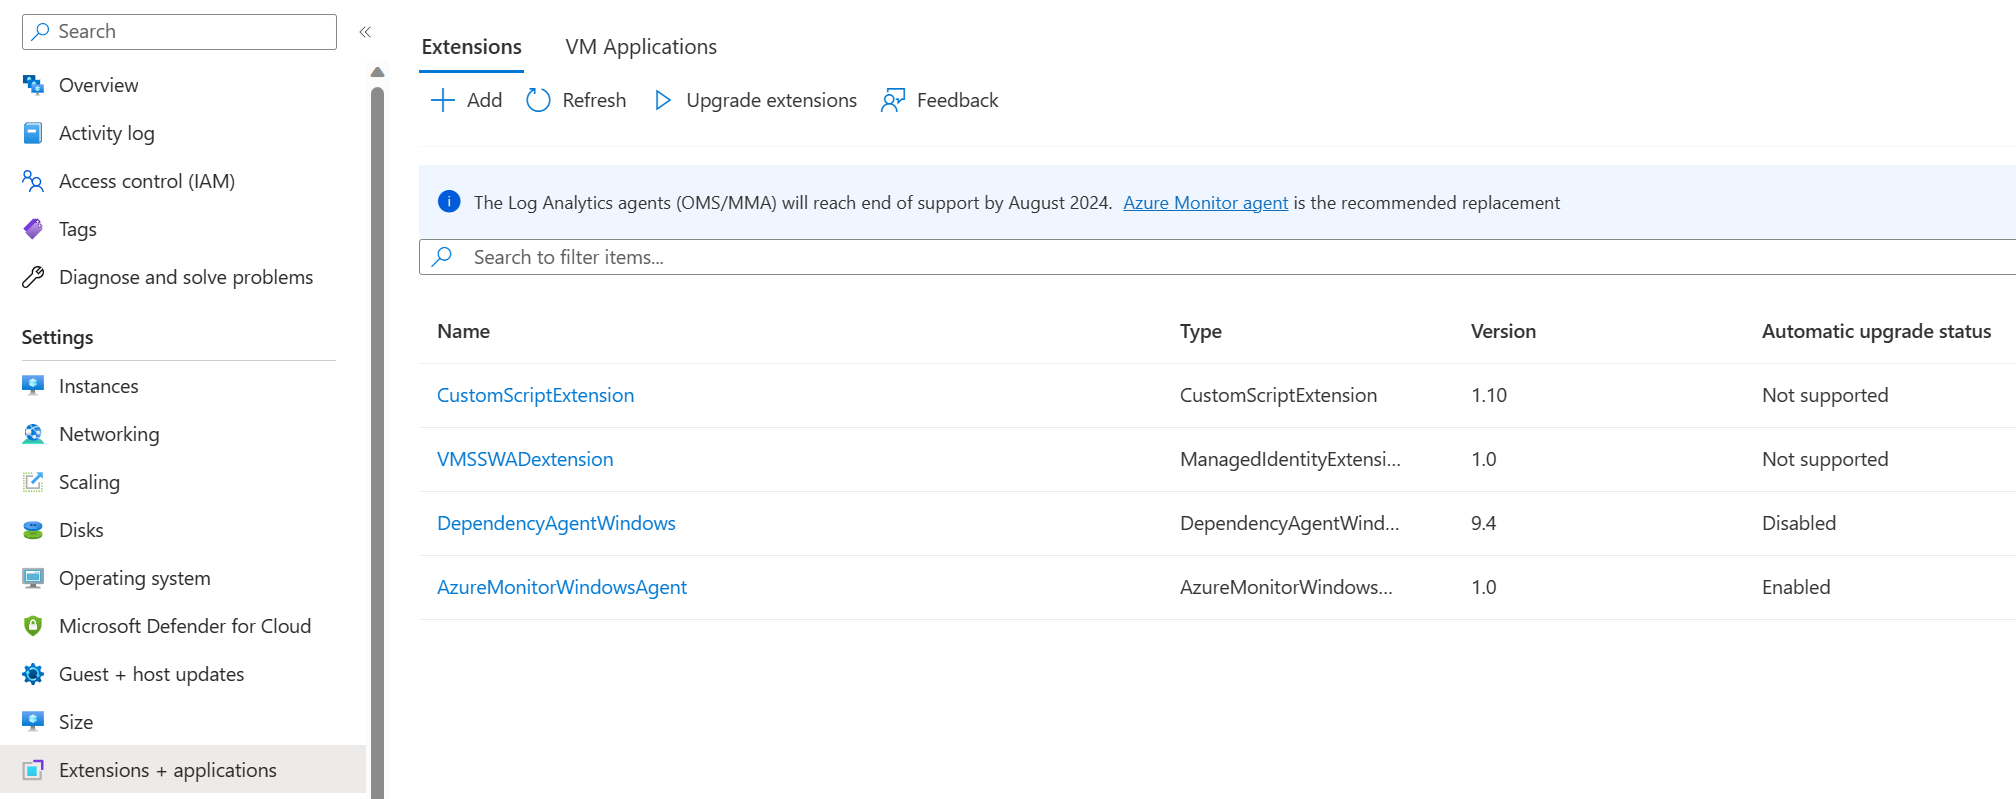 Search
Overview
Activity log
Access control (IAM)
Tags
Diagnose and solve problems
Settings
Instances
Networking
Scaling
Disks
Operating system
Microsoft Defender for Cloud
Guest + host updates
Size
Extensions + applications
Extensions VM Applications
Add Refresh Upgrade extensions Feedback
The Log Analytics agents (OMS/MMA) will reach end of support by August 2024. Azure Monitor agent is the recommended replacement
Search to filter items...
Name Type Version Automatic upgrade status
CustomScriptExtension CustomScriptExtension 1.10 Not supported
VMSSWADextension ManagedIdentityExtensi... 1.0 Not supported
DependencyAgentWindows DependencyAgentWind... 9.4 Disabled
AzureMonitorWindowsAgent AzureMonitorWindows... 1.0 Enabled